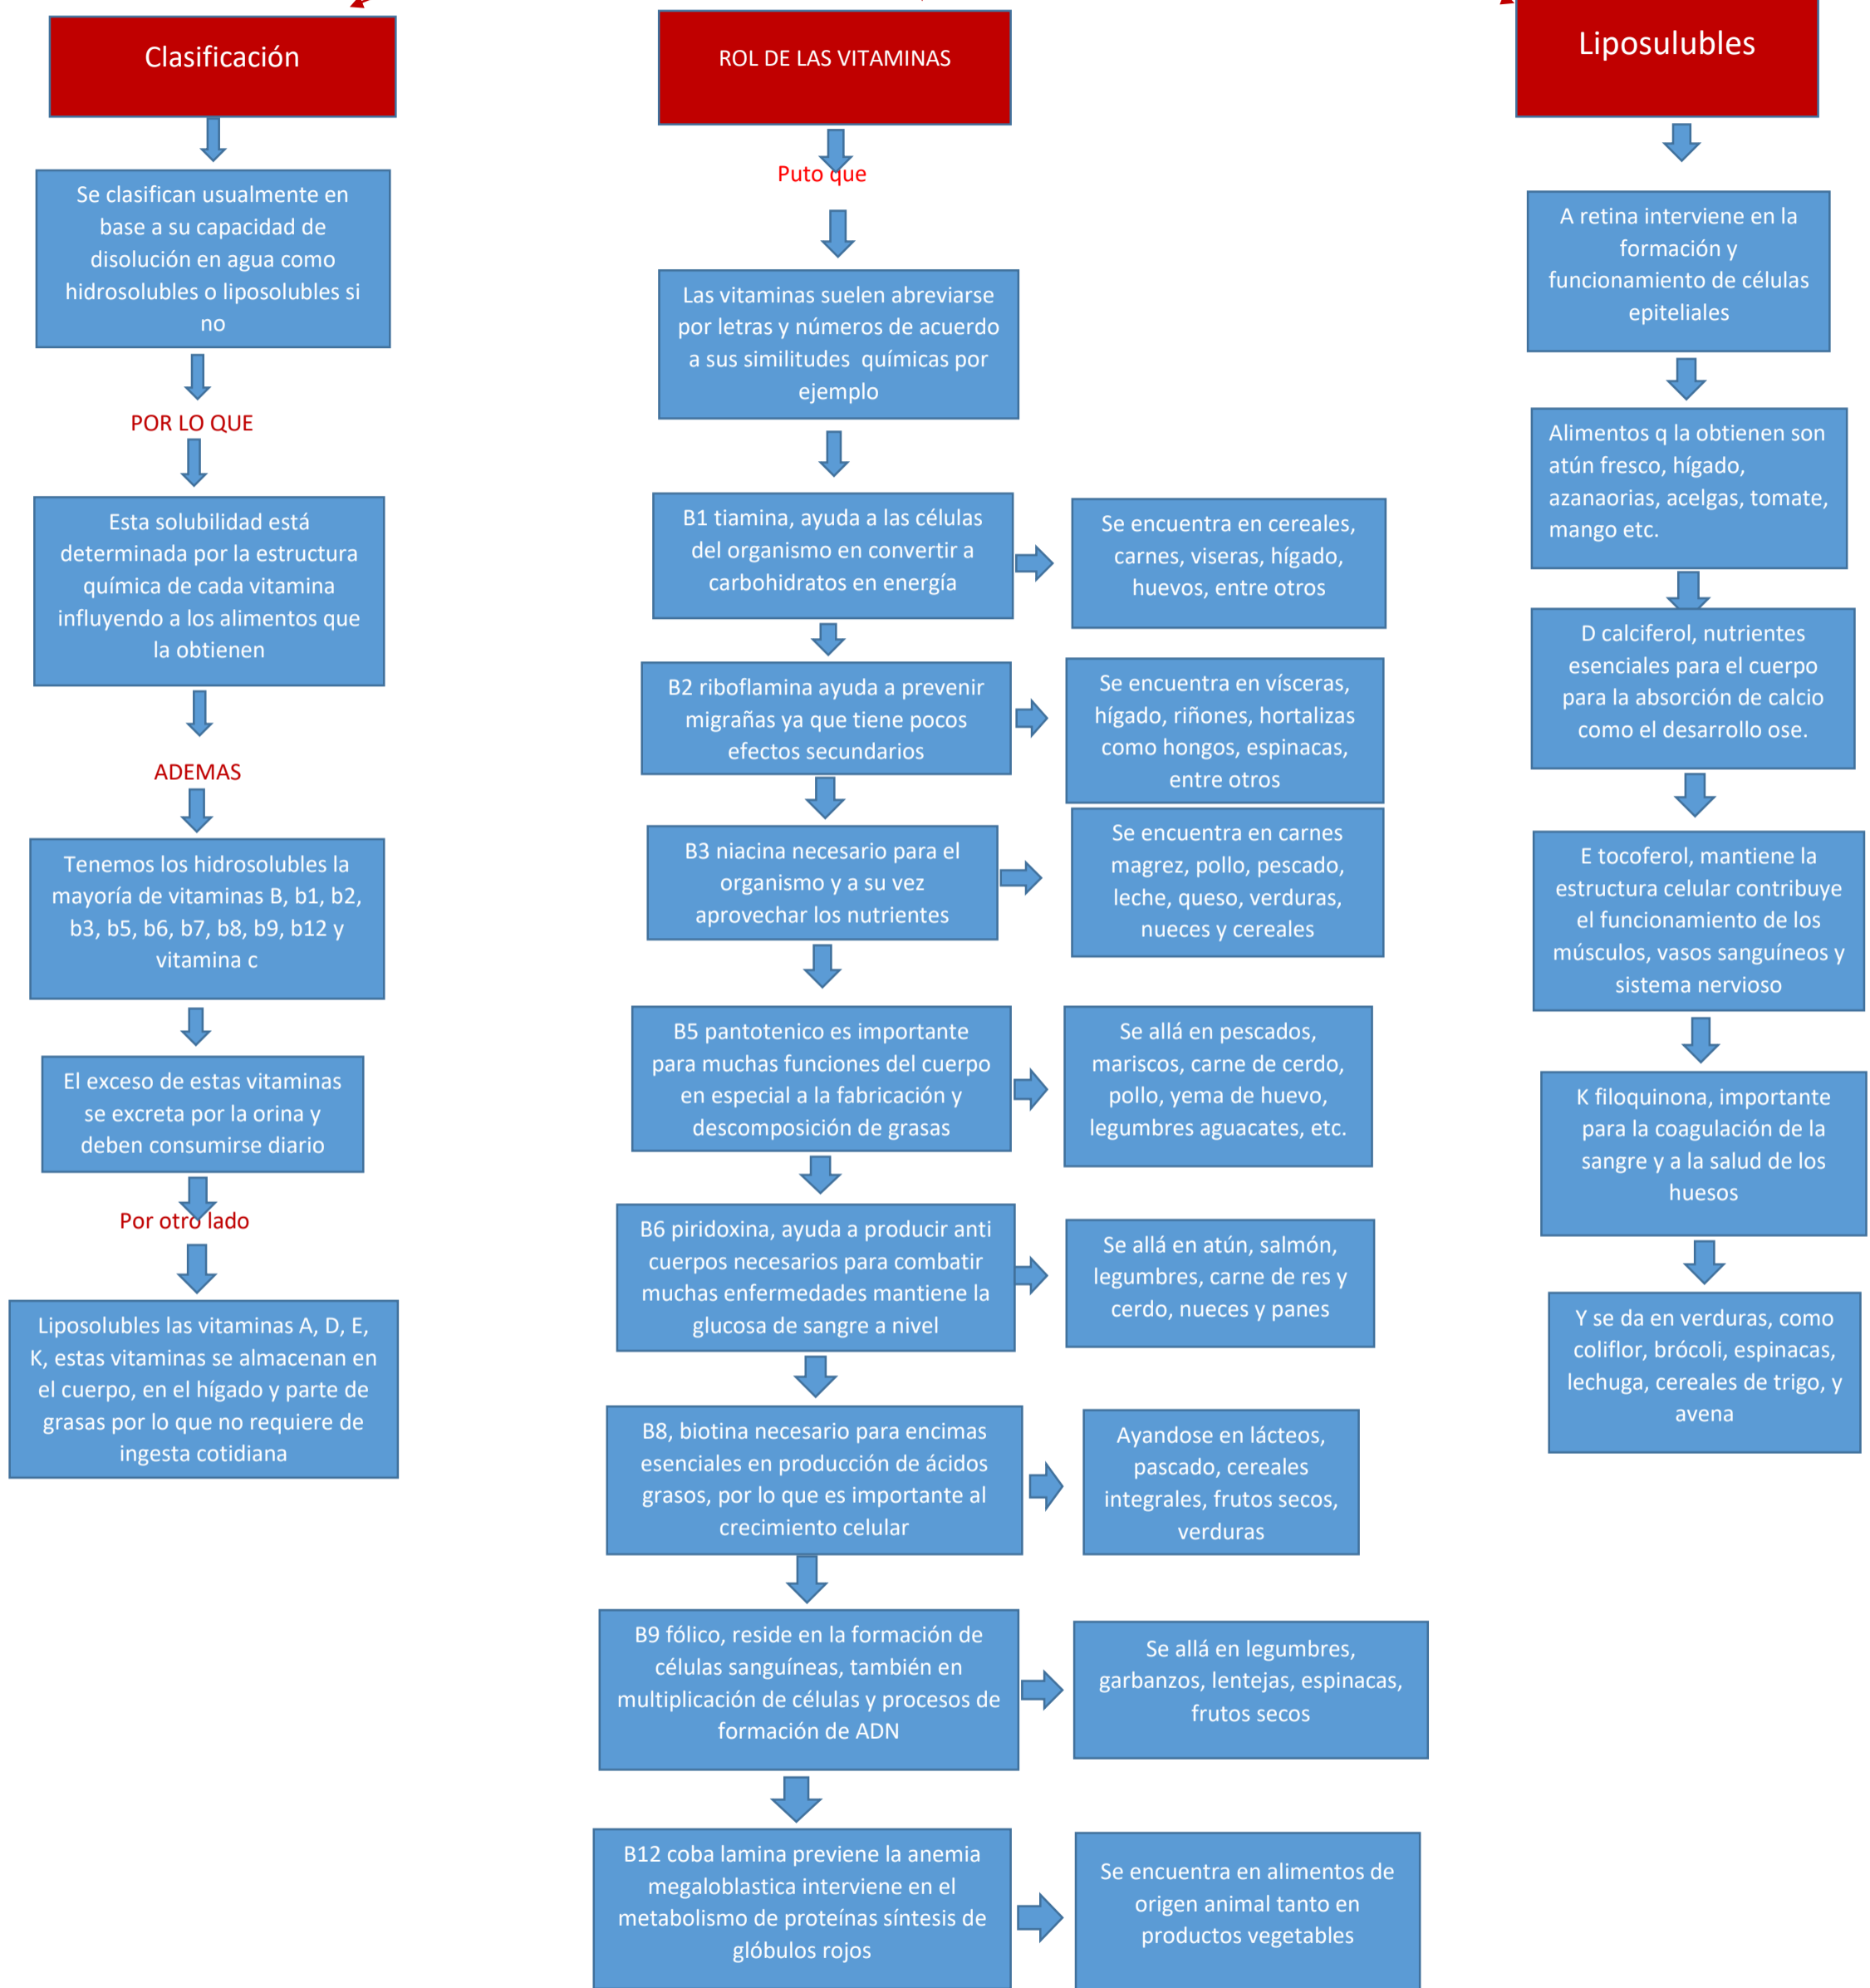 Clasificación
Se clasifican usualmente en
base a su capacidad de
disolución en agua como
hidrosolubles o liposolubles si
no
POR LO QUE
Esta solubilidad está
determinada por la estructura
química de cada vitamina
influyendo a los alimentos que
la obtienen
ADEMAS
Tenemos los hidrosolubles la
mayoría de vitaminas B, b1, b2,
b3, b5, b6, b7, b8, b9, b12 y
vitamina c
El exceso de estas vitaminas
se excreta por la orina y
deben consumirse diario
Por otro lado
Liposolubles las vitaminas A, D, E,
K, estas vitaminas se almacenan en
el cuerpo, en el hígado y parte de
grasas por lo que no requiere de
ingesta cotidiana
ROL DE LAS VITAMINAS
Puto que
Las vitaminas suelen abreviarse
por letras y números de acuerdo
a sus similitudes químicas por
ejemplo
B1 tiamina, ayuda a las células
del organismo en convertir a
carbohidratos en energía
Se encuentra en cereales,
carnes, viseras, hígado,
huevos, entre otros
B2 riboflamina ayuda a prevenir
migrañas ya que tiene pocos
efectos secundarios
Se encuentra en vísceras,
hígado, riñones, hortalizas
como hongos, espinacas,
entre otros
B3 niacina necesario para el
organismo y a su vez
aprovechar los nutrientes
Se encuentra en carnes
magrez, pollo, pescado,
leche, queso, verduras,
nueces y cereales
B5 pantotenico es importante
para muchas funciones del cuerpo
en especial a la fabricación y
descomposición de grasas
Se allá en pescados,
mariscos, carne de cerdo,
pollo, yema de huevo,
legumbres aguacates, etc.
B6 piridoxina, ayuda a producir anti
cuerpos necesarios para combatir
muchas enfermedades mantiene la
glucosa de sangre a nivel
Se allá en atún, salmón,
legumbres, carne de res y
cerdo, nueces y panes
B8, biotina necesario para encimas
esenciales en producción de ácidos
grasos, por lo que es importante al
crecimiento celular
Ayandose en lácteos,
pascado, cereales
integrales, frutos secos,
verduras
B9 fólico, reside en la formación de
células sanguíneas, también en
multiplicación de células y procesos de
formación de ADN
Se allá en legumbres,
garbanzos, lentejas, espinacas,
frutos secos
B12 coba lamina previene la anemia
megaloblastica interviene en el
metabolismo de proteínas síntesis de
glóbulos rojos
Se encuentra en alimentos de
origen animal tanto en
productos vegetables
Liposulubles
A retina interviene en la
formación y
funcionamiento de células
epiteliales
Alimentos q la obtienen son
atún fresco, hígado,
azanaorias, acelgas, tomate,
mango etc.
D calciferol, nutrientes
esenciales para el cuerpo
para la absorción de calcio
como el desarrollo ose.
E tocoferol, mantiene la
estructura celular contribuye
el funcionamiento de los
músculos, vasos sanguíneos y
sistema nervioso
K filoquinona, importante
para la coagulación de la
sangre y a la salud de los
huesos
Y se da en verduras, como
coliflor, brócoli, espinacas,
lechuga, cereales de trigo, y
avena